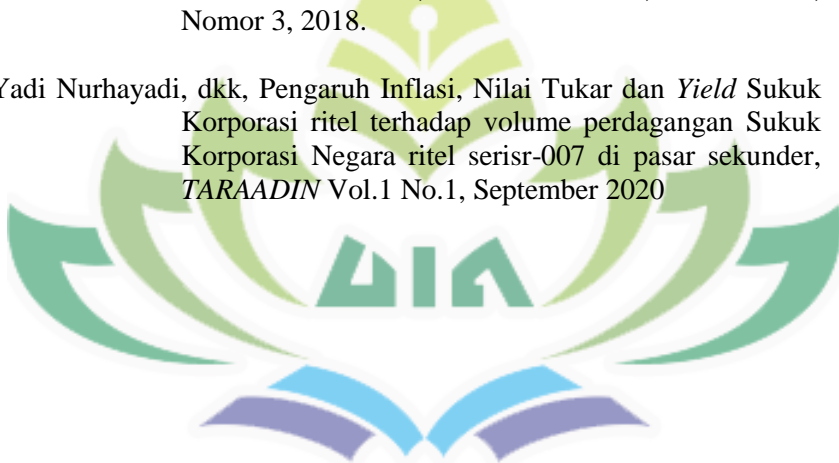 Nomor 3, 2018.
Yadi Nurhayadi, dkk, Pengaruh Inflasi, Nilai Tukar dan Yield Sukuk
Korporasi ritel terhadap volume perdagangan Sukuk
Korporasi Negara ritel serisr-007 di pasar sekunder,
TARAADIN Vol.1 No.1, September 2020